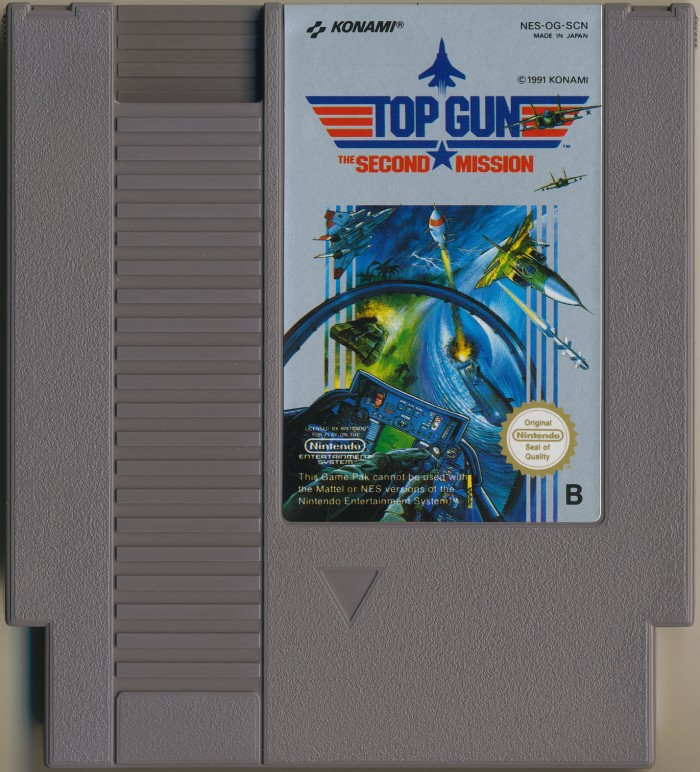 KONAMI®
NES-OG-SCN
MADE IN JAPAN
© 1991 KONAMI
TOP GUN
™
THE SECOND MISSION
LICENSED BY NINTENDO
FOR PLAY ON THE
Nintendo
ENTERTAINMENT
SYSTEM
This Game Pak cannot be used with
the Mattel or NES versions of the
Nintendo Entertainment System™.
Original
Nintendo
Seal of
Quality
B